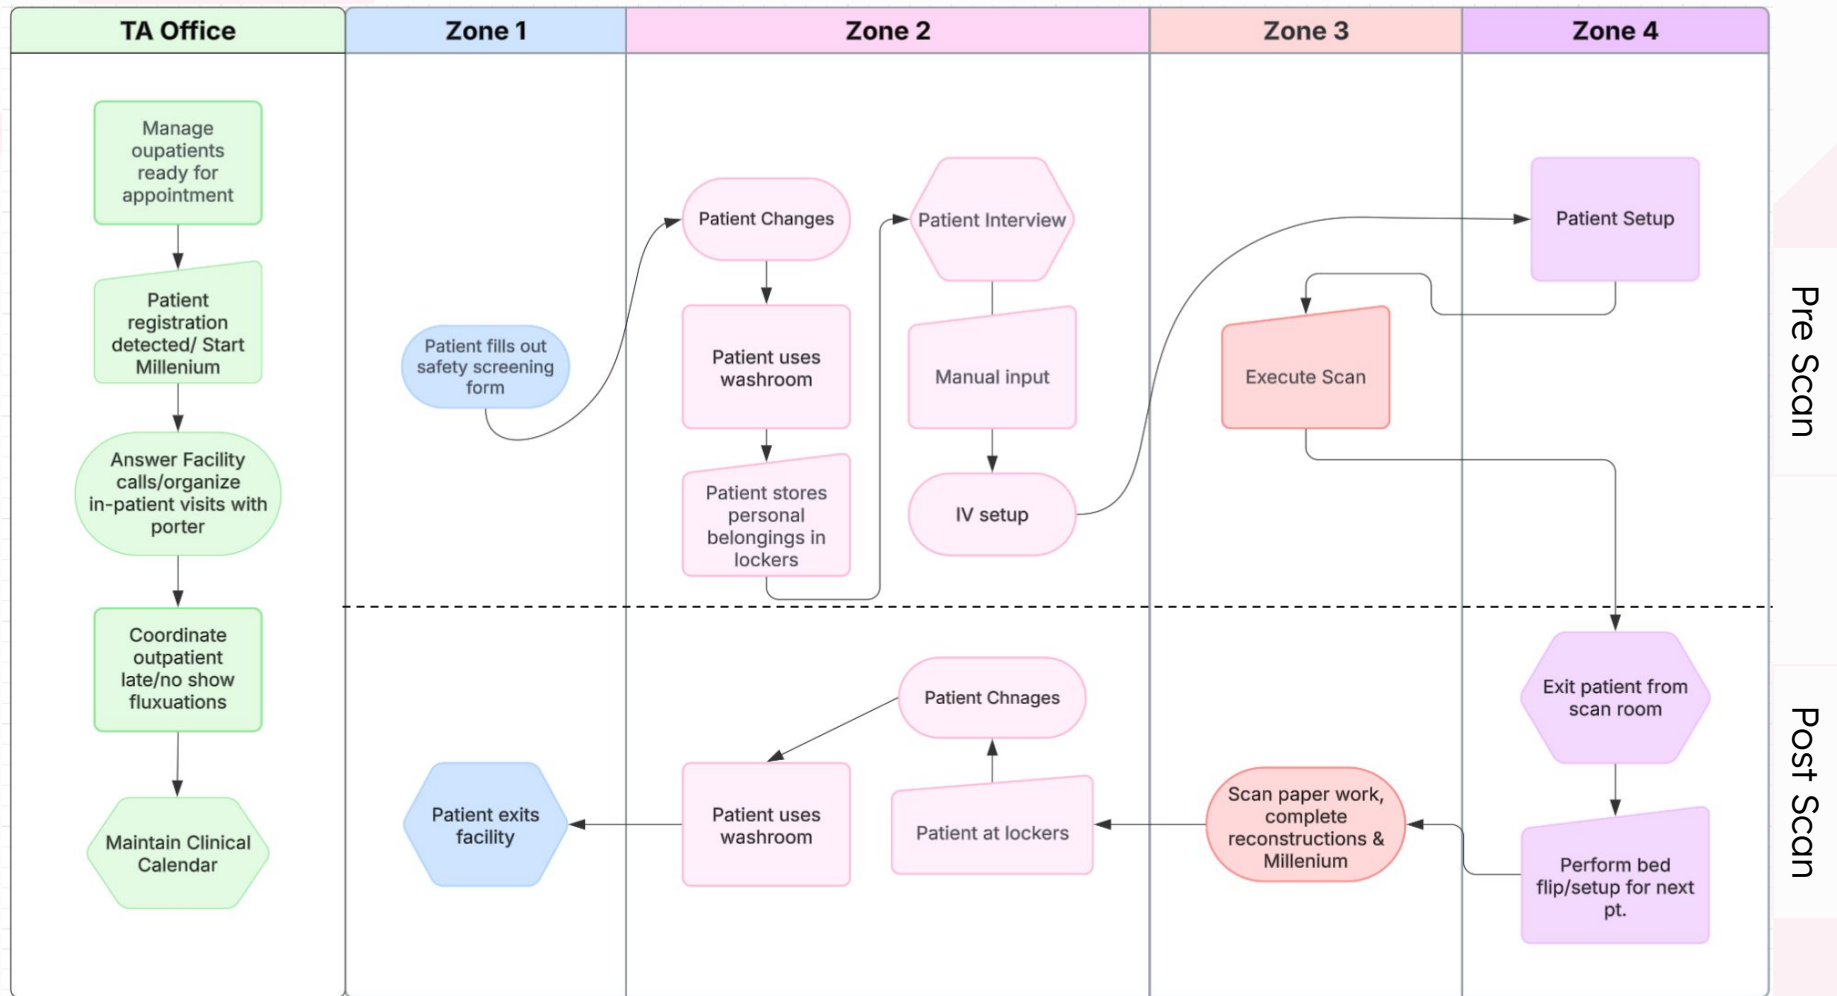 TA Office
Zone 1
Zone 2
Zone 3
Zone 4
Manage
oupatients
ready for
appointment
Patient
registration
detected/ Start
Millenium
Answer Facility
calls/organize
in-patient visits with
porter
Coordinate
outpatient
late/no show
fluxuations
Maintain Clinical
Calendar
Patient fills out
safety screening
form
Patient Changes
Patient uses
washroom
Patient stores
personal
belongings in
lockers
Patient Interview
Manual input
IV setup
Patient Setup
Execute Scan
Pre Scan
Exit patient from
scan room
Perform bed
flip/setup for next
pt.
Scan paper work,
complete
reconstructions &
Millenium
Patient at lockers
Patient Chnages
Patient uses
washroom
Patient exits
facility
Post Scan